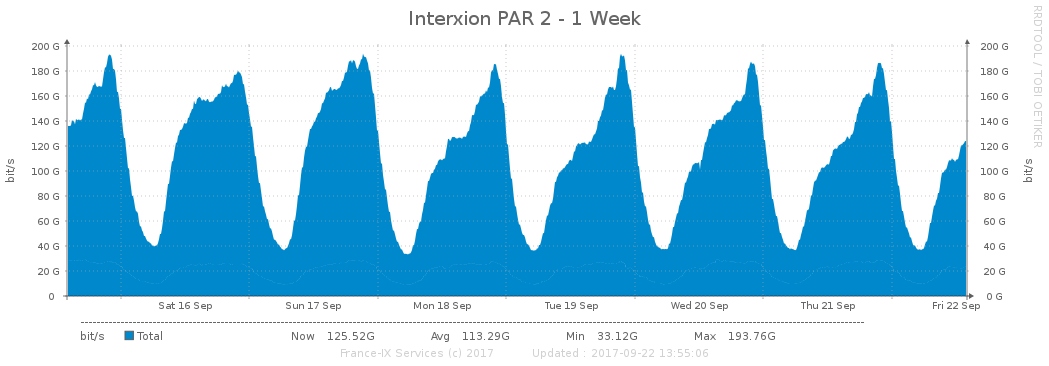 Interxion PAR 2 - 1 Week
RRDTOOL / TOBI OETIKER
bit/s
200 G 200 G
180 G 180 G
160 G 160 G
140 G 140 G
120 G 120 G
100 G 100 G
80 G 80 G
60 G 60 G
40 G 40 G
20 G 20 G
0 0 G
bit/s
Sat 16 Sep Sun 17 Sep Mon 18 Sep Tue 19 Sep Wed 20 Sep Thu 21 Sep Fri 22 Sep
bit/s Total Now 125.52G Avg 113.29G Min 33.12G Max 193.76G
France-IX Services (c) 2017 Updated : 2017-09-22 13:55:06